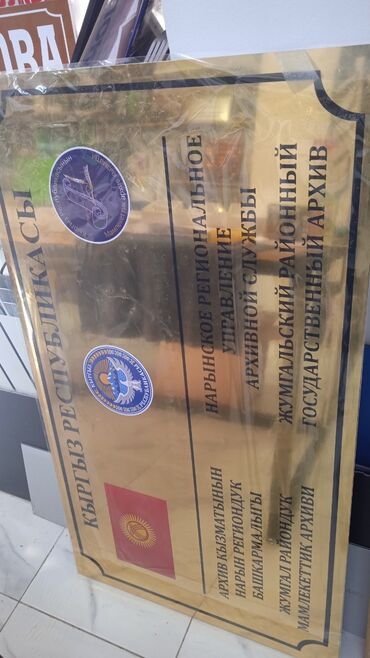 ОВА
КЫРГЫЗ РЕСПУБЛИКАСЫ
АРХИВ КЫЗМАТЫНЫН
НАРЫН РЕГИОНДУК
БАШКАРМАЛЫГЫ
ЖУМГАЛ РАЙОНДУК
МАМЛЕКЕТТИК АРХИВИ
НАРЫНСКОЕ РЕГИОНАЛЬНОЕ
УПРАВЛЕНИЕ
АРХИВНОЙ СЛУЖБЫ
ЖУМГАЛЬСКИЙ РАЙОННЫЙ
ГОСУДАРСТВЕННЫЙ АРХИВ